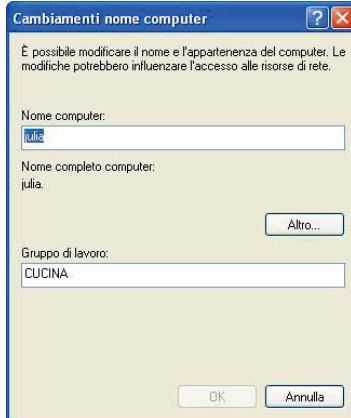 Cambiamenti nome computer
È possibile modificare il nome e l'appartenenza del computer. Le
modifiche potrebbero influenzare l'accesso alle risorse di rete.
Nome computer:
julia
Nome completo computer:
julia.
Altro...
Gruppo di lavoro:
CUCINA
OK
Annulla